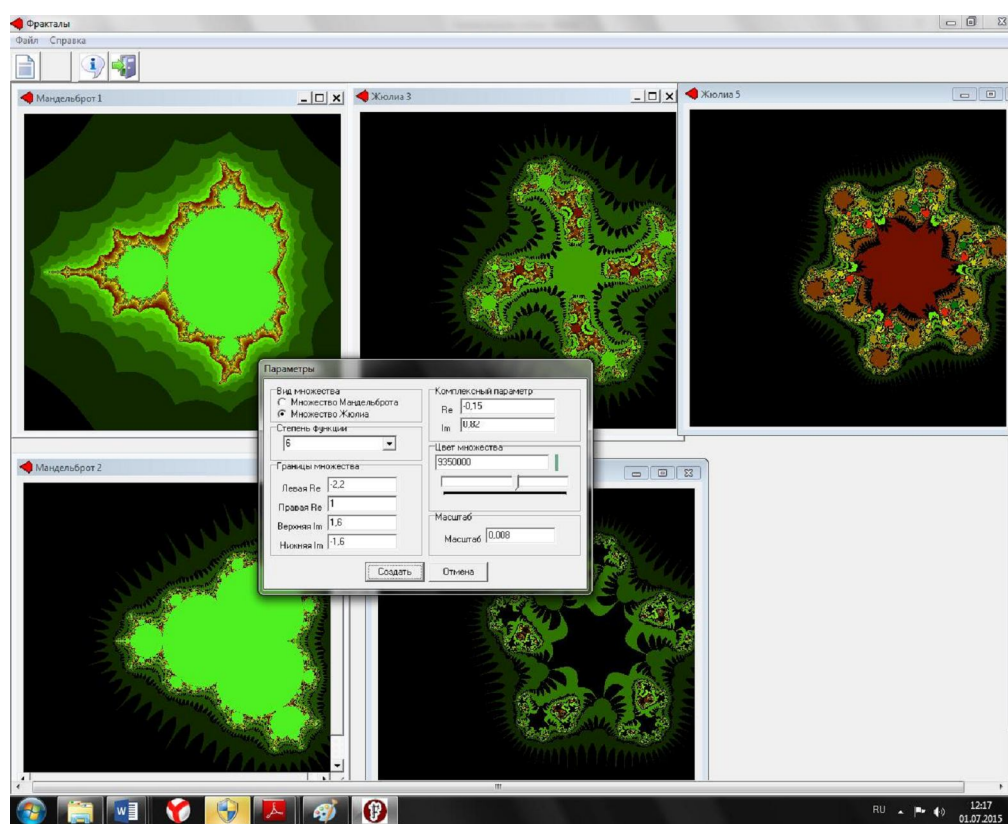 Фракталы
Файл Справка
Мандельброт 1
Жюлиа 3
Жюлиа 5
Параметры
Вид множества
Множество Мандельброта
Множество Жюлиа
Степень функции
6
Границы множества
Левая Re -2,2
Правая Re 1
Верхняя Im 1,6
Нижняя Im -1,6
Комплексный параметр
Re -0,15
Im 0,82
Цвет множества
9350000
Масштаб
Масштаб 0,008
Создать Отмена
Мандельброт 2
RU
12:17
01.07.2015